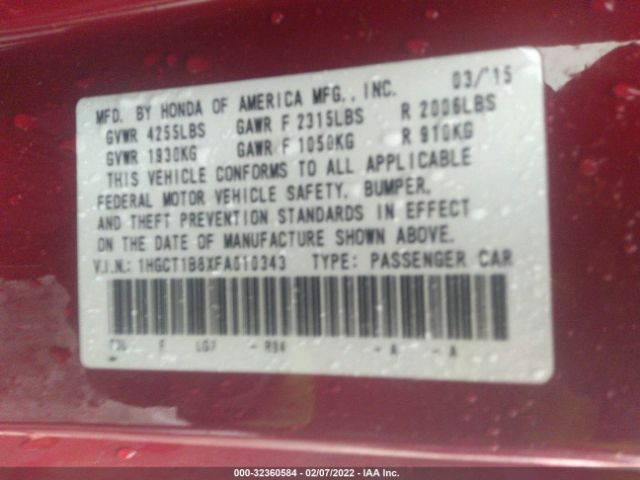 03/'15
MFD. BY HONDA OF AMERICA MFG., INC.
GVWR 4255LBS GAWR F 2315LBS R 2006LBS
GVWR 1930KG GAWR F 1050KG R 910KG
THIS VEHICLE CONFORMS TO ALL APPLICABLE
FEDERAL MOTOR VEHICLE SAFETY, BUMPER,
AND THEFT PREVENTION STANDARDS IN EFFECT
ON THE DATE OF MANUFACTURE SHOWN ABOVE.
V.I.N.: 1HGCT1B8XFA010343 TYPE: PASSENGER CAR
F LG7 - R94 - A - A
000-32360584 - 02/07/2022 - IAA Inc.